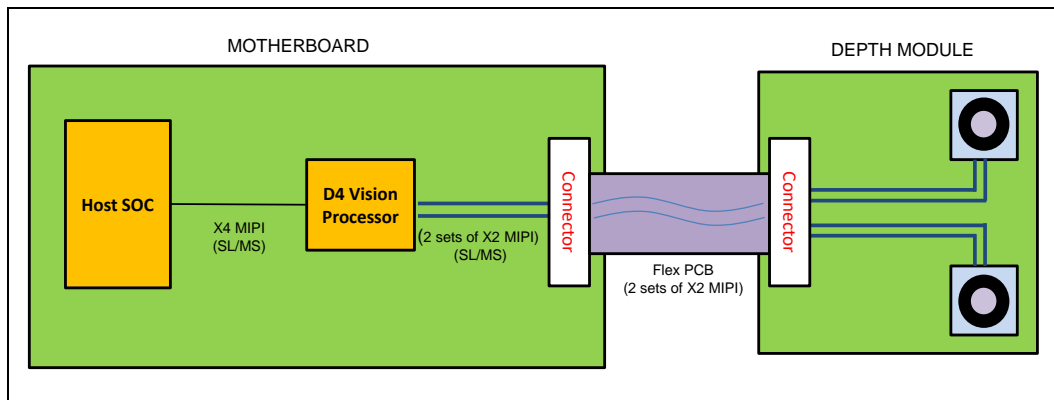 MOTHERBOARD
DEPTH MODULE
Host SOC
X4 MIPI
(SL/MS)
D4 Vision
Processor
(2 sets of X2 MIPI)
(SL/MS)
Connector
Flex PCB
(2 sets of X2 MIPI)
Connector